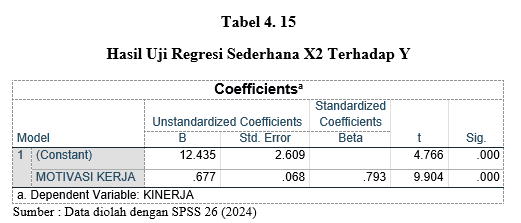 Tabel 4. 15
Hasil Uji Regresi Sederhana X2 Terhadap Y
Coefficientsa
Unstandardized Coefficients Standardized Coefficients
Model B Std. Error Beta t Sig.
1 (Constant) 12.435 2.609 4.766 .000
MOTIVASI KERJA .677 .068 .793 9.904 .000
a. Dependent Variable: KINERJA
Sumber : Data diolah dengan SPSS 26 (2024)